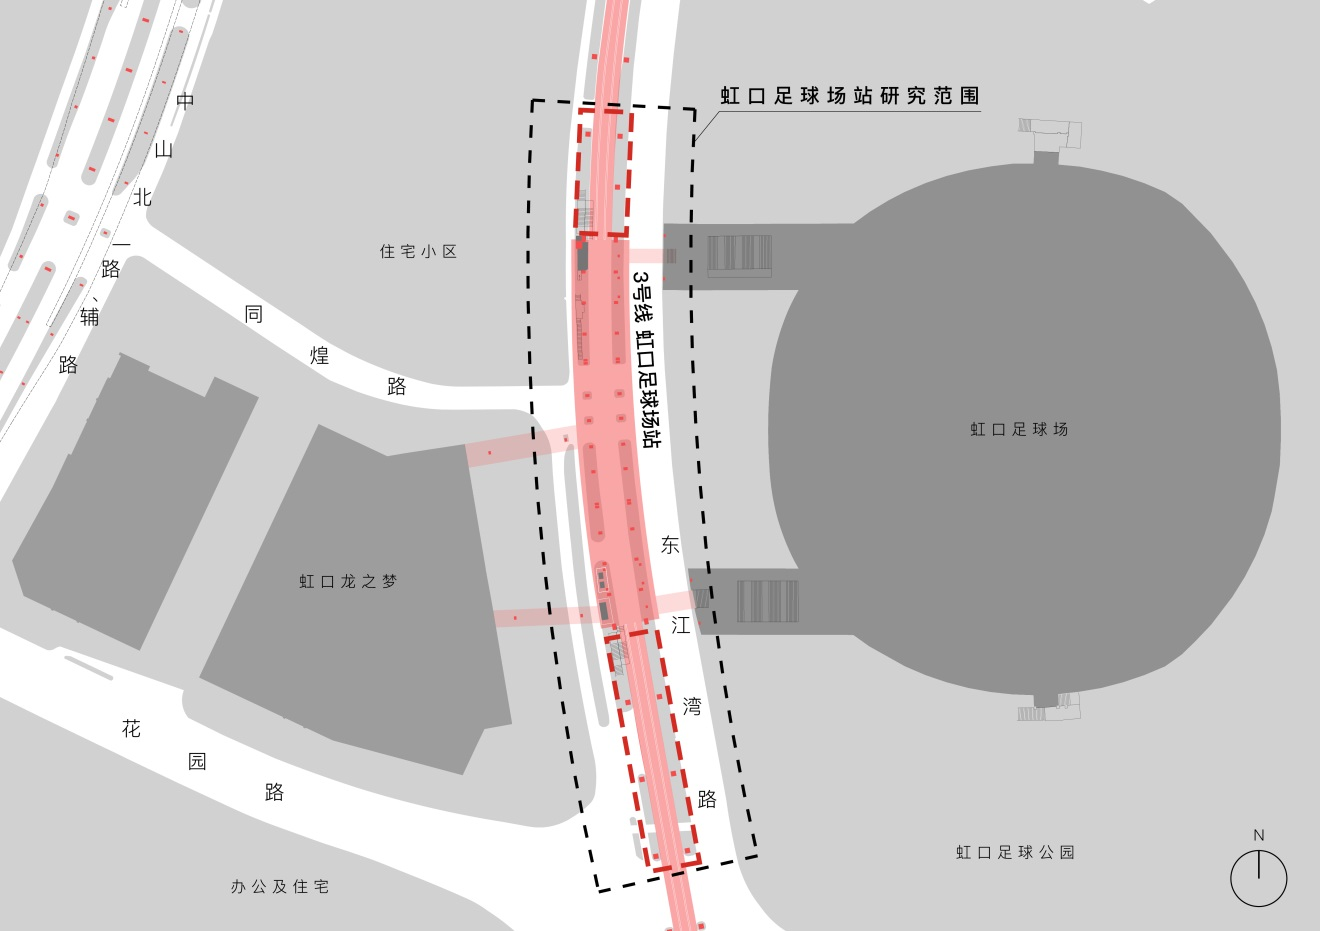 虹口足球场站研究范围
中山北一路、辅路
住宅小区
同煌路
3号线 虹口足球场站
虹口足球场
东江湾路
虹口龙之梦
花园路
办公及住宅
虹口足球公园
N